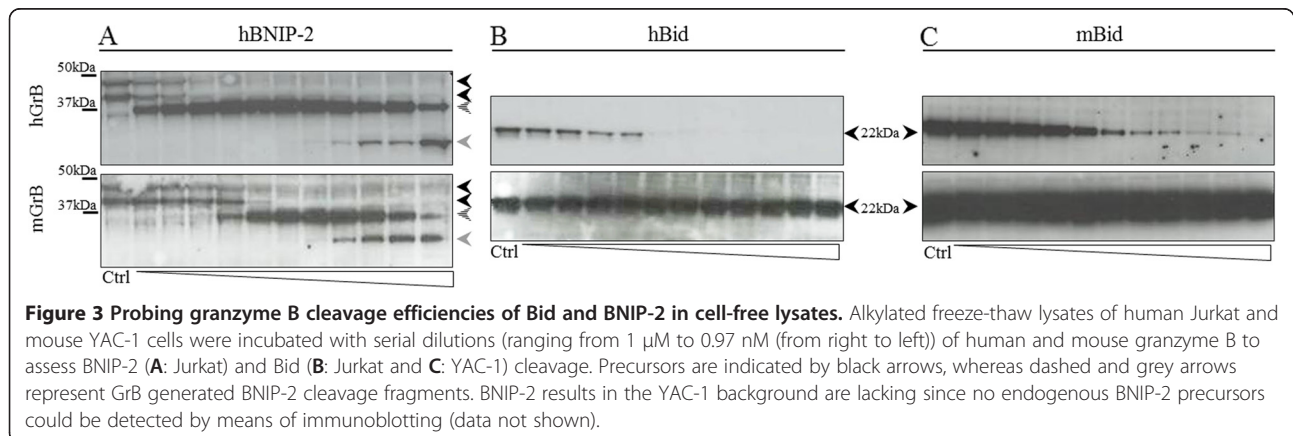 A hBNIP-2 B hBid C mBid
50kDa
37kDa
hGrB
22kDa
50kDa
37kDa
mGrB
22kDa
Ctrl Ctrl Ctrl
Figure 3 Probing granzyme B cleavage efficiencies of Bid and BNIP-2 in cell-free lysates. Alkylated freeze-thaw lysates of human Jurkat and
mouse YAC-1 cells were incubated with serial dilutions (ranging from 1 μM to 0.97 nM (from right to left)) of human and mouse granzyme B to
assess BNIP-2 (A: Jurkat) and Bid (B: Jurkat and C: YAC-1) cleavage. Precursors are indicated by black arrows, whereas dashed and grey arrows
represent GrB generated BNIP-2 cleavage fragments. BNIP-2 results in the YAC-1 background are lacking since no endogenous BNIP-2 precursors
could be detected by means of immunoblotting (data not shown).